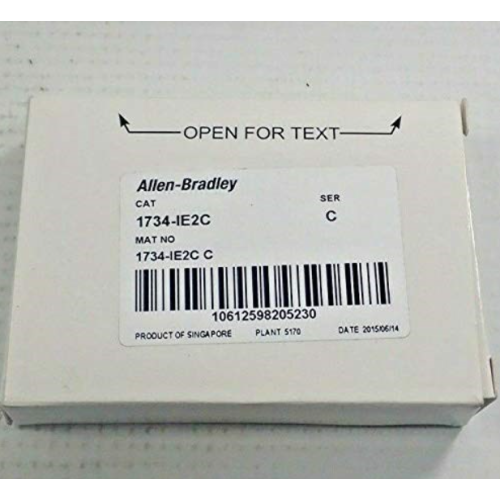 OPEN FOR TEXT
Allen-Bradley
CAT
SER
1734-IE2C
C
MAT NO
1734-IE2C C
10612598205230
PRODUCT OF SINGAPORE PLANT 5170 DATE 2015/06/14